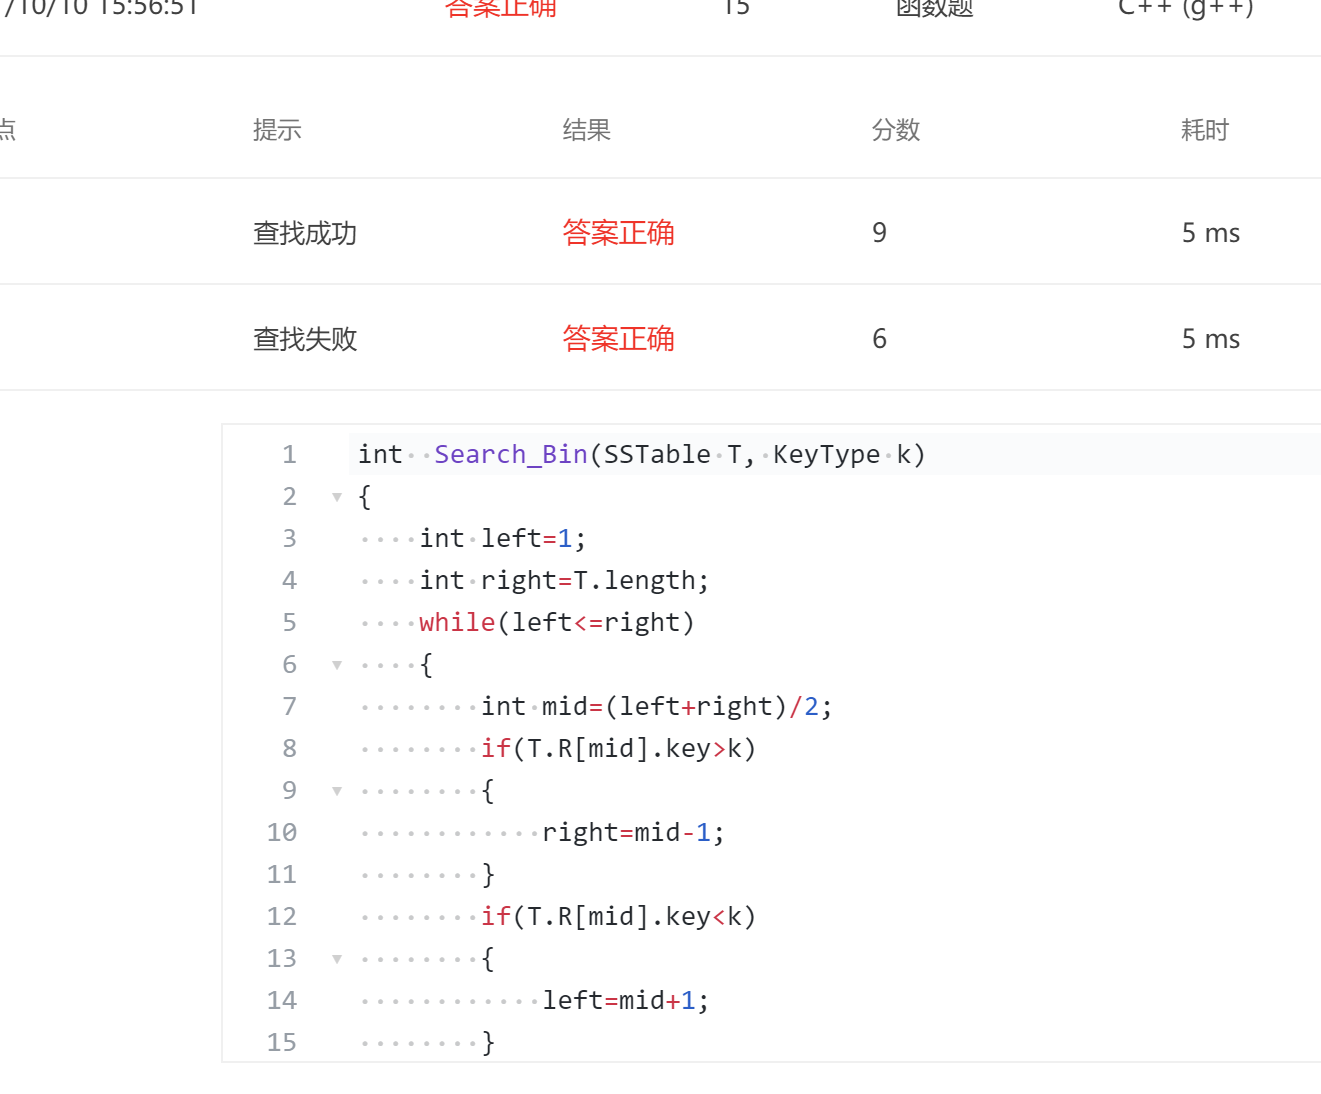 /10/10 15:56:51 答案正确 15 函数题 C++ (g++)
点 提示 结果 分数 耗时
查找成功 答案正确 9 5 ms
查找失败 答案正确 6 5 ms
1 int  Search_Bin(SSTable T, KeyType k)
2 {
3     int left=1;
4     int right=T.length;
5     while(left<=right)
6     {
7         int mid=(left+right)/2;
8         if(T.R[mid].key>k)
9         {
10             right=mid-1;
11         }
12         if(T.R[mid].key<k)
13         {
14             left=mid+1;
15         }